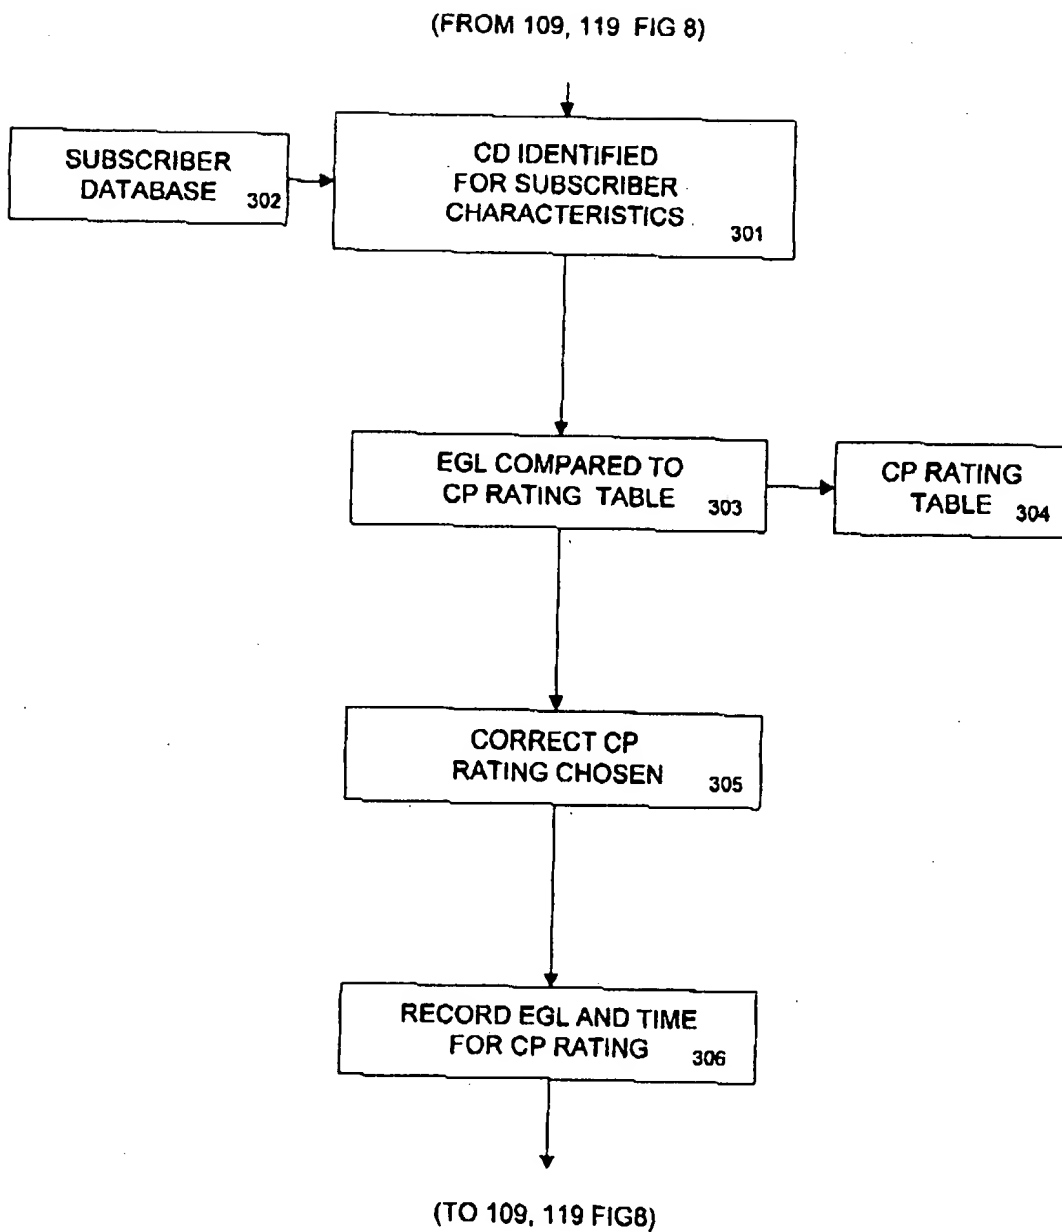 (FROM 109, 119 FIG 8)
SUBSCRIBER
DATABASE 302
CD IDENTIFIED
FOR SUBSCRIBER
CHARACTERISTICS
301
EGL COMPARED TO
CP RATING TABLE 303
CP RATING
TABLE 304
CORRECT CP
RATING CHOSEN 305
RECORD EGL AND TIME
FOR CP RATING 306
(TO 109, 119 FIG8)